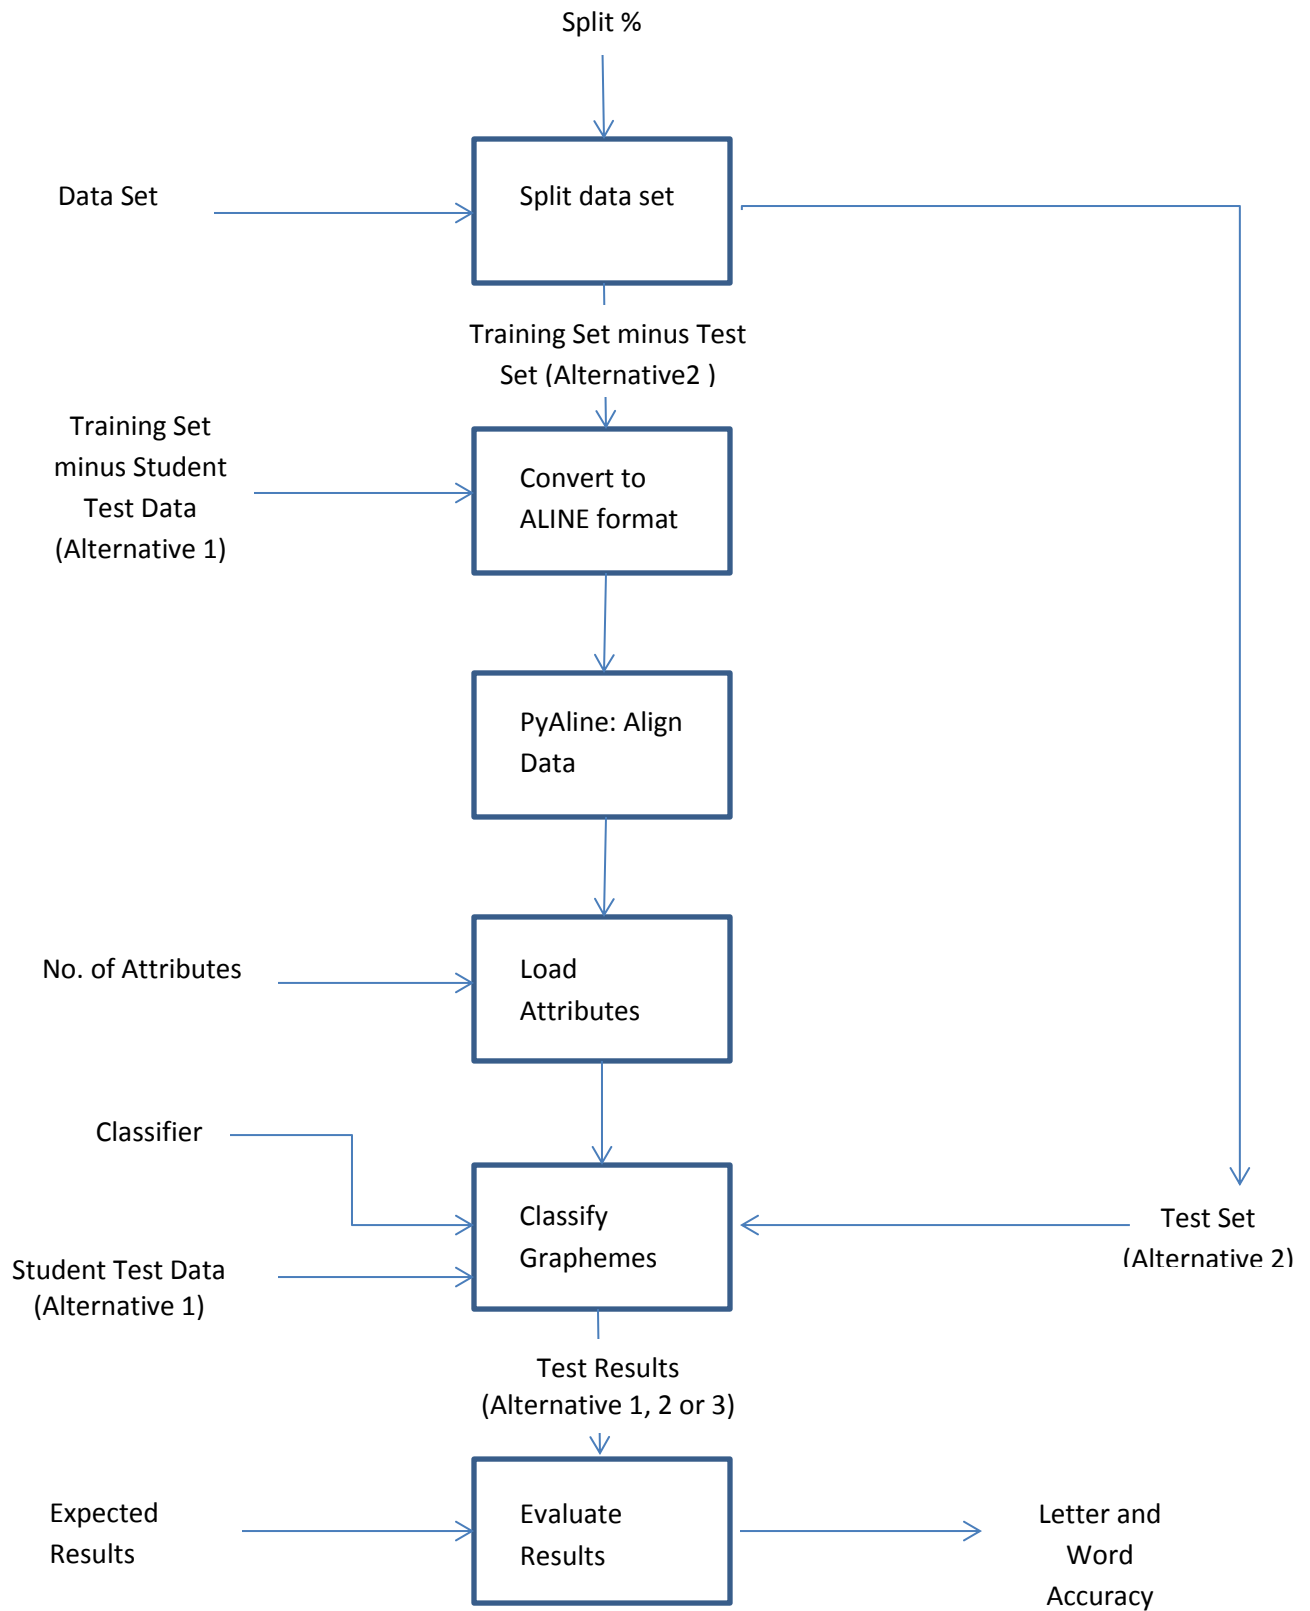 Split %
Data Set
Split data set
Training Set minus Test
Set (Alternative2 )
Training Set
minus Student
Test Data
(Alternative 1)
Convert to
ALINE format
PyAline: Align
Data
No. of Attributes
Load
Attributes
Classifier
Classify
Graphemes
Test Set
(Alternative 2)
Student Test Data
(Alternative 1)
Test Results
(Alternative 1, 2 or 3)
Expected
Results
Evaluate
Results
Letter and
Word
Accuracy